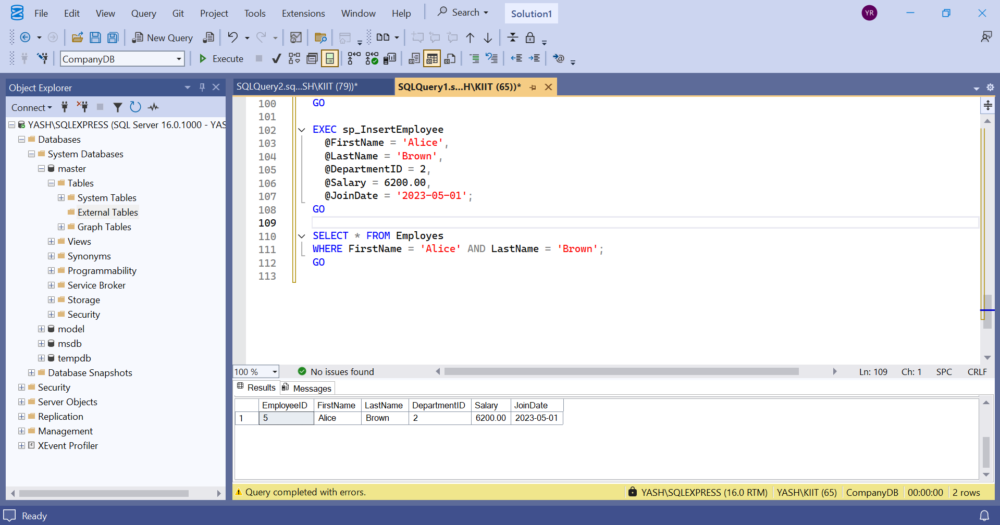 File Edit View Query Git Project Tools Extensions Window Help Search Solution1 YR
New Query
CompanyDB Execute
Object Explorer
Connect
YASH\SQLEXPRESS (SQL Server 16.0.1000 - YAS
Databases
System Databases
master
Tables
System Tables
External Tables
Graph Tables
Views
Synonyms
Programmability
Service Broker
Storage
Security
model
msdb
tempdb
Database Snapshots
Security
Server Objects
Replication
Management
XEvent Profiler
SQLQuery2.sq...SH\KIIT (79))* SQLQuery1.s...H\KIIT (65))*
100 GO
101
102 EXEC sp_InsertEmployee
103 @FirstName = 'Alice',
104 @LastName = 'Brown',
105 @DepartmentID = 2,
106 @Salary = 6200.00,
107 @JoinDate = '2023-05-01';
108 GO
109
110 SELECT * FROM Employes
111 WHERE FirstName = 'Alice' AND LastName = 'Brown';
112 GO
113
100 % No issues found Ln: 109 Ch: 1 SPC CRLF
Results Messages
EmployeeID FirstName LastName DepartmentID Salary JoinDate
1 5 Alice Brown 2 6200.00 2023-05-01
Query completed with errors. YASH\SQLEXPRESS (16.0 RTM) YASH\KIIT (65) CompanyDB 00:00:00 2 rows
Ready